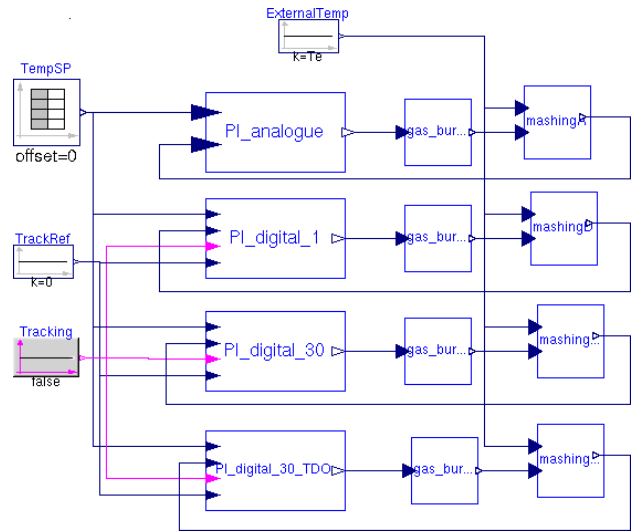 ExternalTemp
k=Te
TempSP
offset=0
PI_analogue
gas_bur...
mashingA
TrackRef
k=0
PI_digital_1
gas_bur...
mashingD
Tracking
false
PI_digital_30
gas_bur...
mashing...
PI_digital_30_TDO
gas_bur...
mashing...